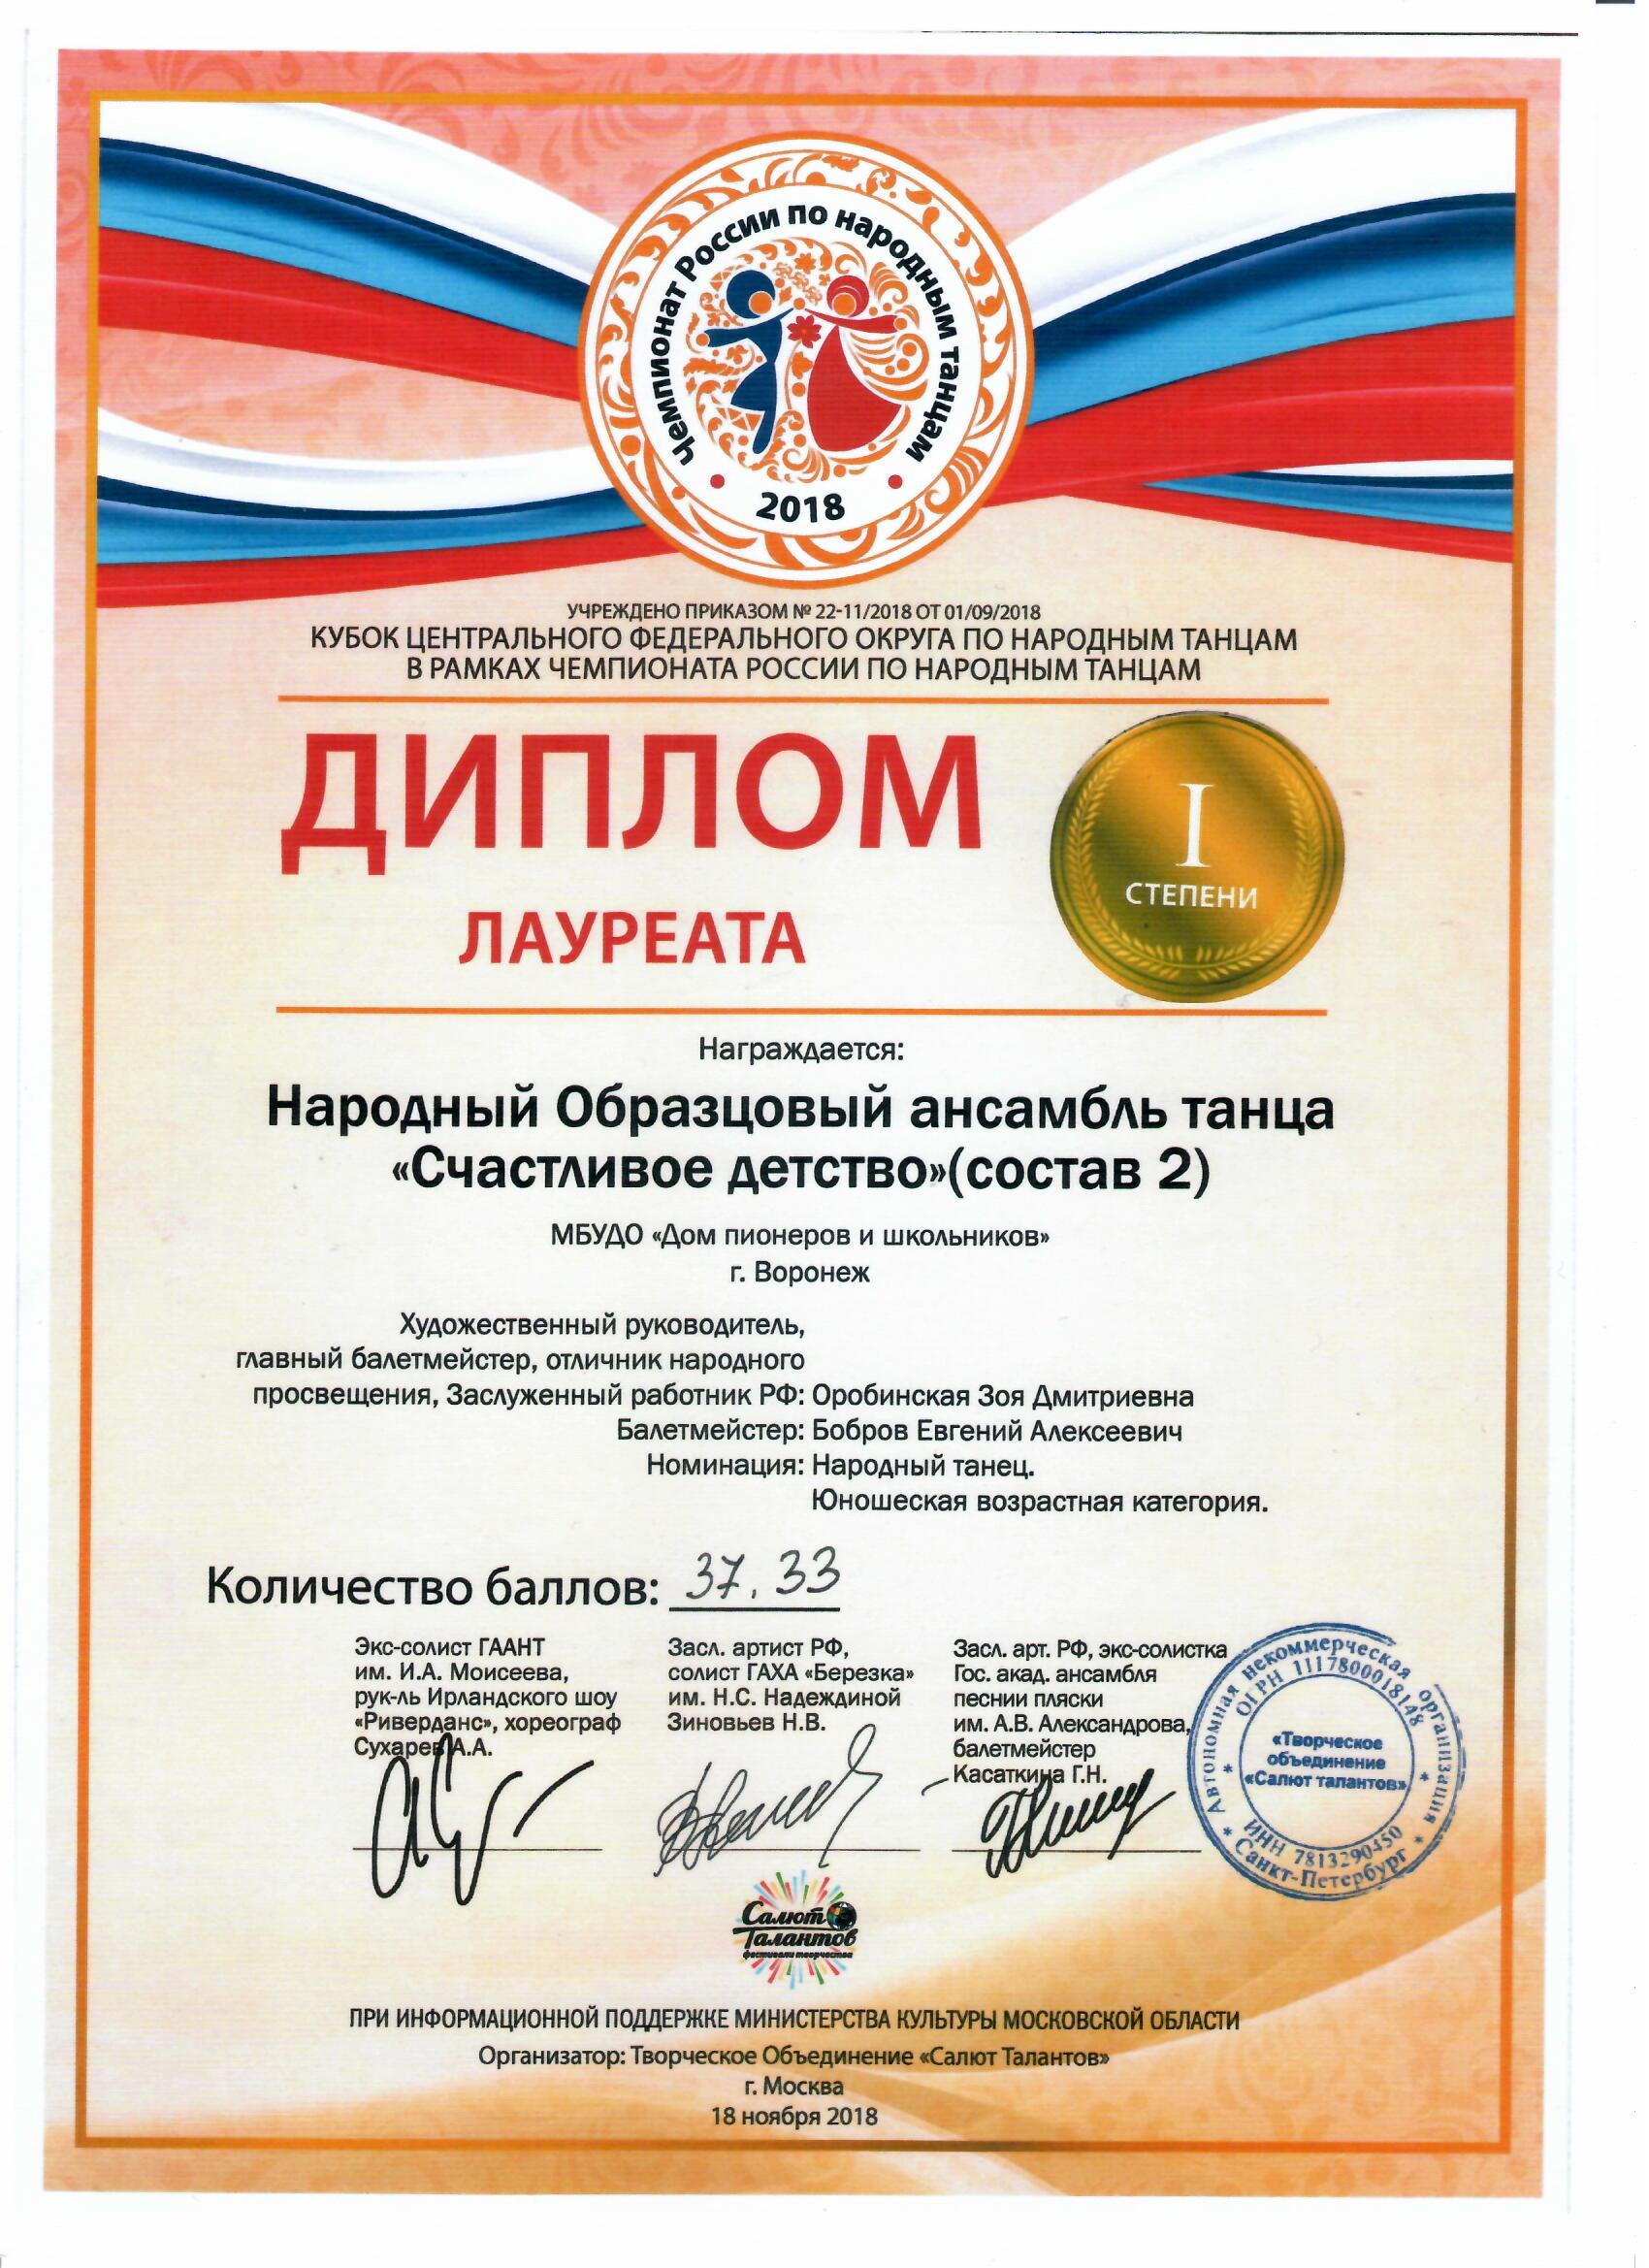 Чемпионат России по народным танцам
2018
УЧРЕЖДЕНО ПРИКАЗОМ № 22-11/2018 ОТ 01/09/2018
КУБОК ЦЕНТРАЛЬНОГО ФЕДЕРАЛЬНОГО ОКРУГА ПО НАРОДНЫМ ТАНЦАМ
В РАМКАХ ЧЕМПИОНАТА РОССИИ ПО НАРОДНЫМ ТАНЦАМ
ДИПЛОМ
ЛАУРЕАТА
I
СТЕПЕНИ
Награждается:
Народный Образцовый ансамбль танца
«Счастливое детство»(состав 2)
МБУДО «Дом пионеров и школьников»
г. Воронеж
Художественный руководитель,
главный балетмейстер, отличник народного
просвещения, Заслуженный работник РФ: Оробинская Зоя Дмитриевна
Балетмейстер: Бобров Евгений Алексеевич
Номинация: Народный танец.
Юношеская возрастная категория.
Количество баллов: 37,33
Экс-солист ГААНТ
им. И.А. Моисеева,
рук-ль Ирландского шоу
«Риверданс», хореограф
Сухарев А.А.
Засл. артист РФ,
солист ГАХА «Березка»
им. Н.С. Надеждиной
Зиновьев Н.В.
Засл. арт. РФ, экс-солистка
Гос. акад. ансамбля
песнии пляски
им. А.В. Александрова,
балетмейстер
Касаткина Г.Н.
Автономная некоммерческая организация
ОГРН 1117800018148
«Творческое
объединение
«Салют талантов»
ИНН 7813290450
* Санкт-Петербург *
Салют
Талантов
фестивали творчества
ПРИ ИНФОРМАЦИОННОЙ ПОДДЕРЖКЕ МИНИСТЕРСТВА КУЛЬТУРЫ МОСКОВСКОЙ ОБЛАСТИ
Организатор: Творческое Объединение «Салют Талантов»
г. Москва
18 ноября 2018